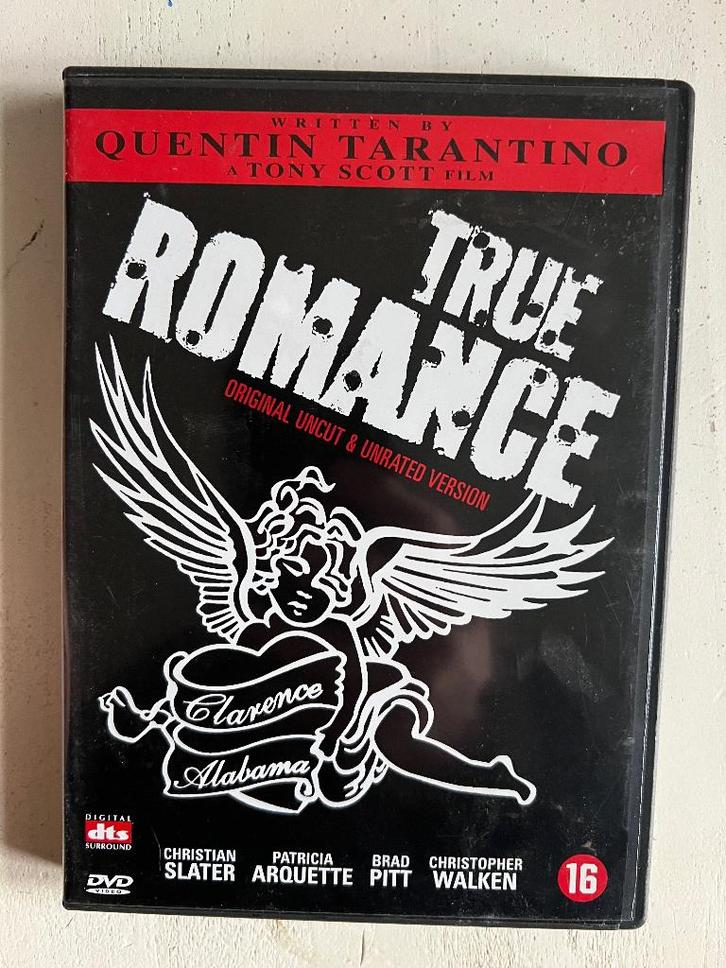 WRITTEN BY
QUENTIN TARANTINO
A TONY SCOTT FILM
TRUE
ROMANCE
ORIGINAL UNCUT & UNRATED VERSION
Clarence
Alabama
DIGITAL
dts
SURROUND
DVD
VIDEO
CHRISTIAN
SLATER
PATRICIA
ARQUETTE
BRAD
PITT
CHRISTOPHER
WALKEN
16